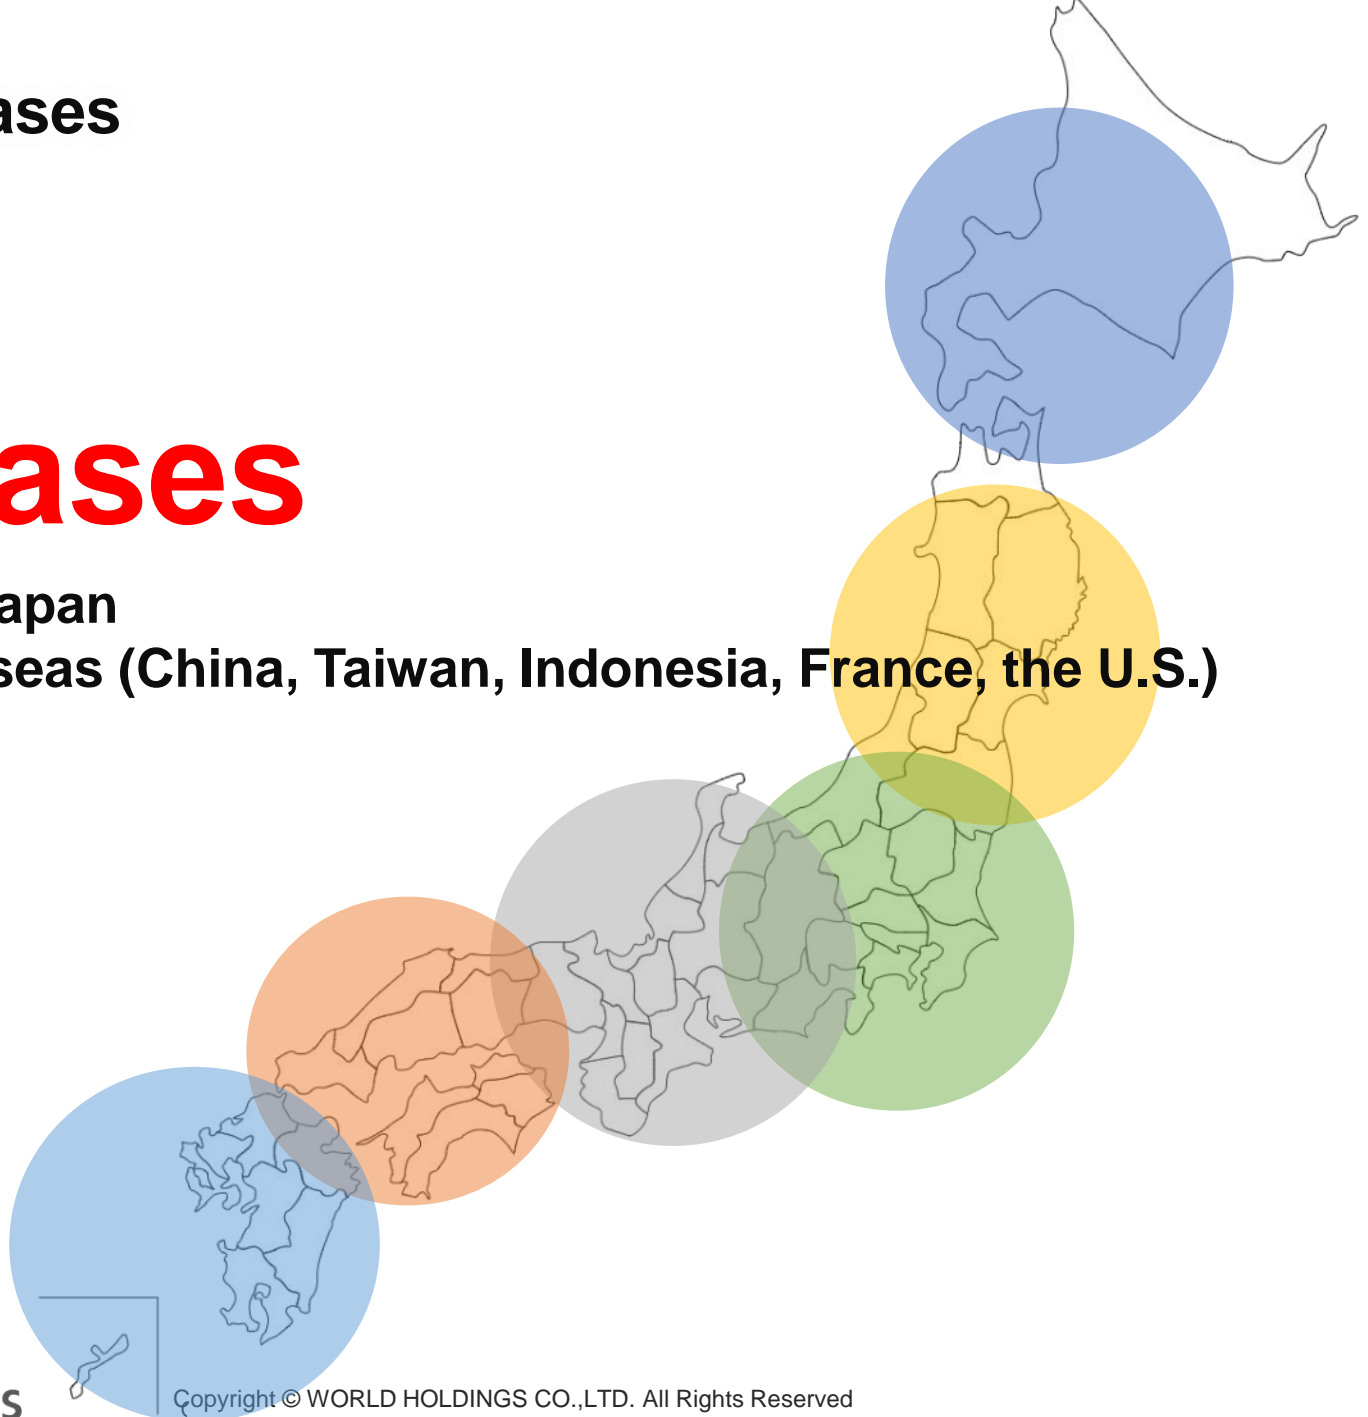 ases
ases
apan
seas (China, Taiwan, Indonesia, France, the U.S.)
s
Copyright © WORLD HOLDINGS CO.,LTD. All Rights Reserved